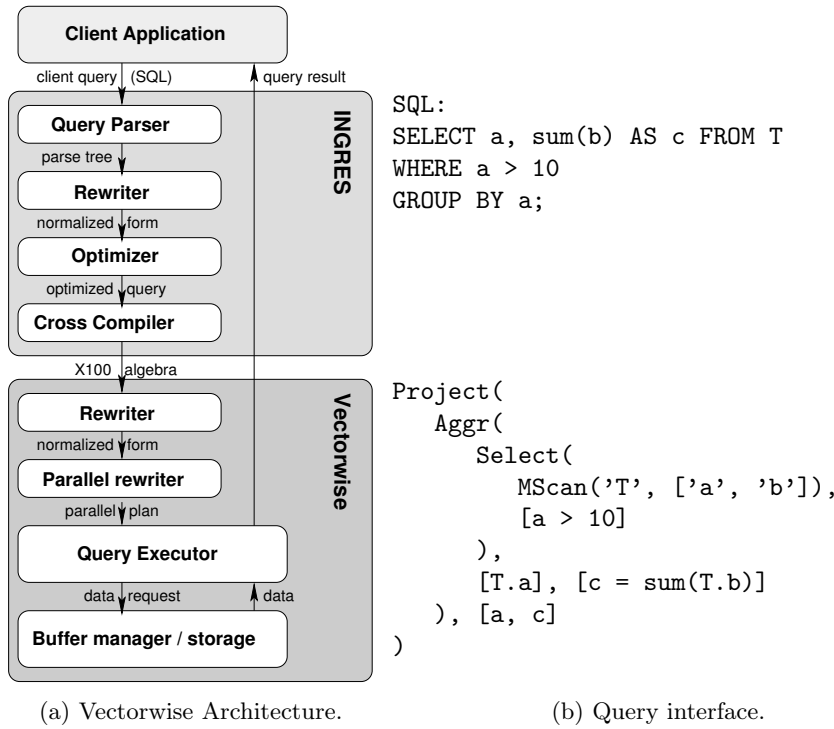 Client Application
client query (SQL)
query result
INGRES
Query Parser
parse tree
Rewriter
normalized form
Optimizer
optimized query
Cross Compiler
X100 algebra
Vectorwise
Rewriter
normalized form
Parallel rewriter
parallel plan
Query Executor
data request
data
Buffer manager / storage
(a) Vectorwise Architecture.
SQL:
SELECT a, sum(b) AS c FROM T
WHERE a > 10
GROUP BY a;
Project(
   Aggr(
      Select(
         MScan('T', ['a', 'b']),
         [a > 10]
      ),
      [T.a], [c = sum(T.b)]
   ), [a, c]
)
(b) Query interface.